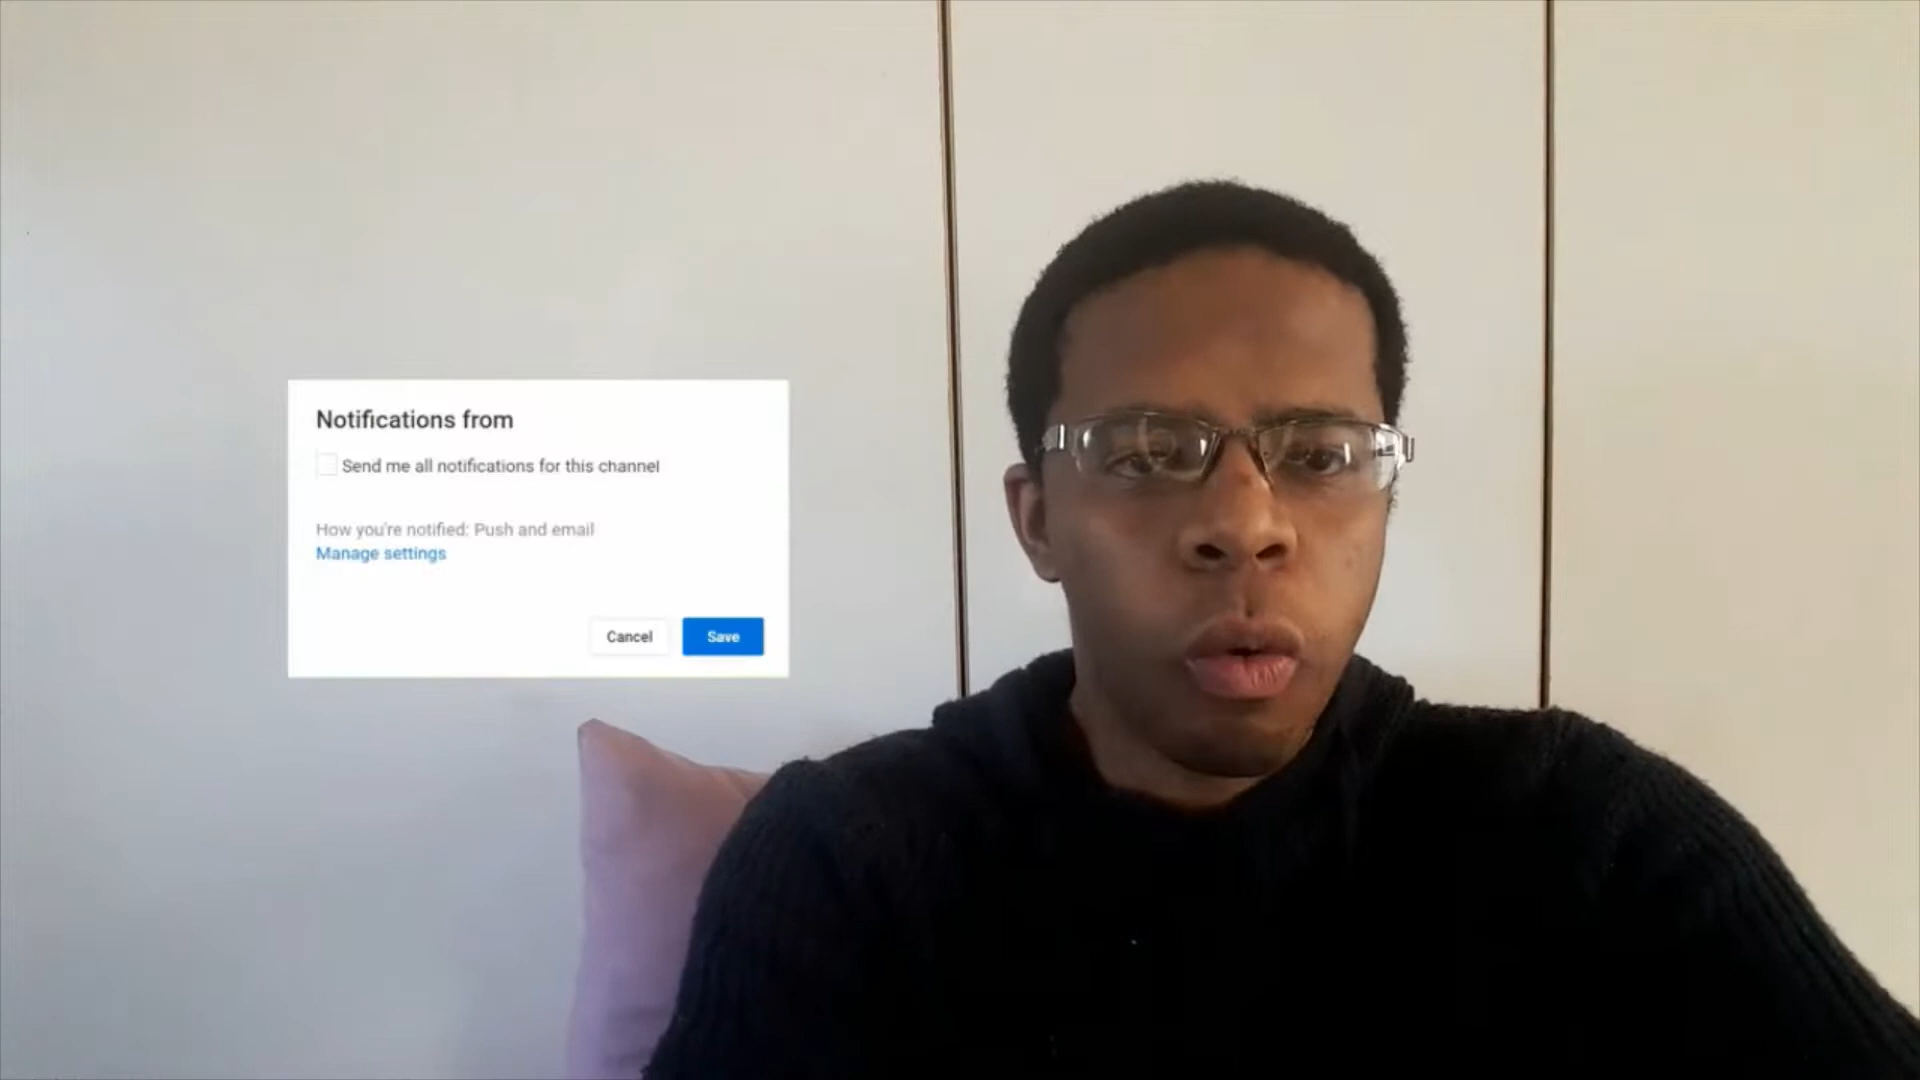 Notifications from
Send me all notifications for this channel
How you're notified: Push and email
Manage settings
Cancel
Save